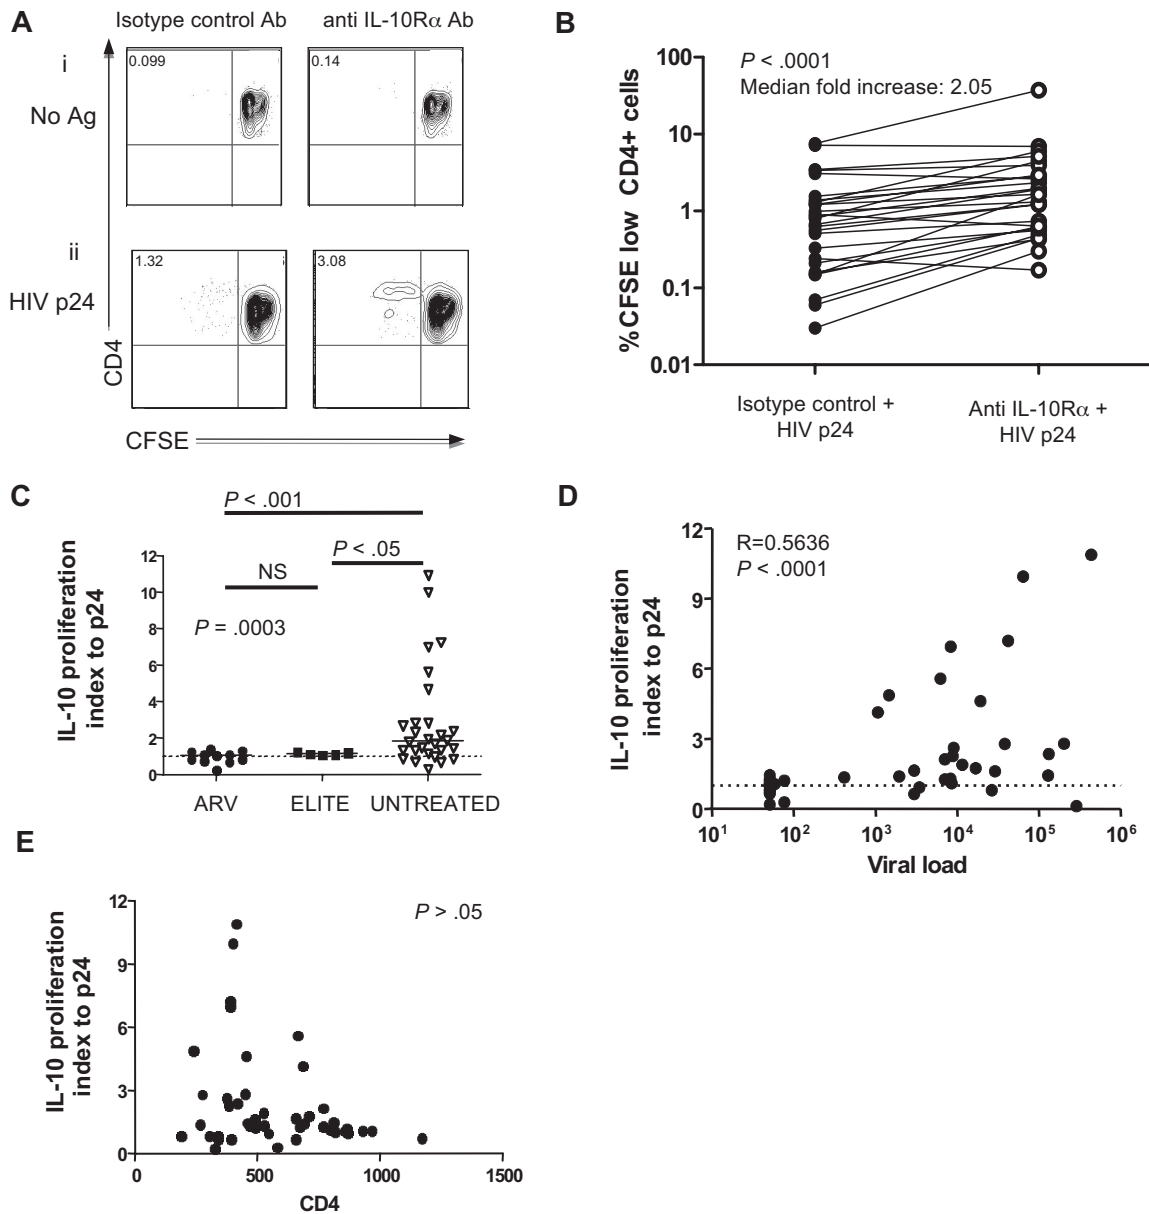 A
Isotype control Ab
anti IL-10Rα Ab
i
No Ag
0.099
0.14
ii
HIV p24
1.32
3.08
CD4
CFSE
B
P < .0001
Median fold increase: 2.05
%CFSE low CD4+ cells
100
10
1
0.1
0.01
Isotype control +
HIV p24
Anti IL-10Rα +
HIV p24
C
P < .001
P < .05
NS
P = .0003
IL-10 proliferation
index to p24
12
10
8
6
4
2
0
ARV
ELITE
UNTREATED
D
R=0.5636
P < .0001
IL-10 proliferation
index to p24
12
9
6
3
0
10¹
10²
10³
10⁴
10⁵
10⁶
Viral load
E
P > .05
IL-10 proliferation
index to p24
12
9
6
3
0
0
500
1000
1500
CD4